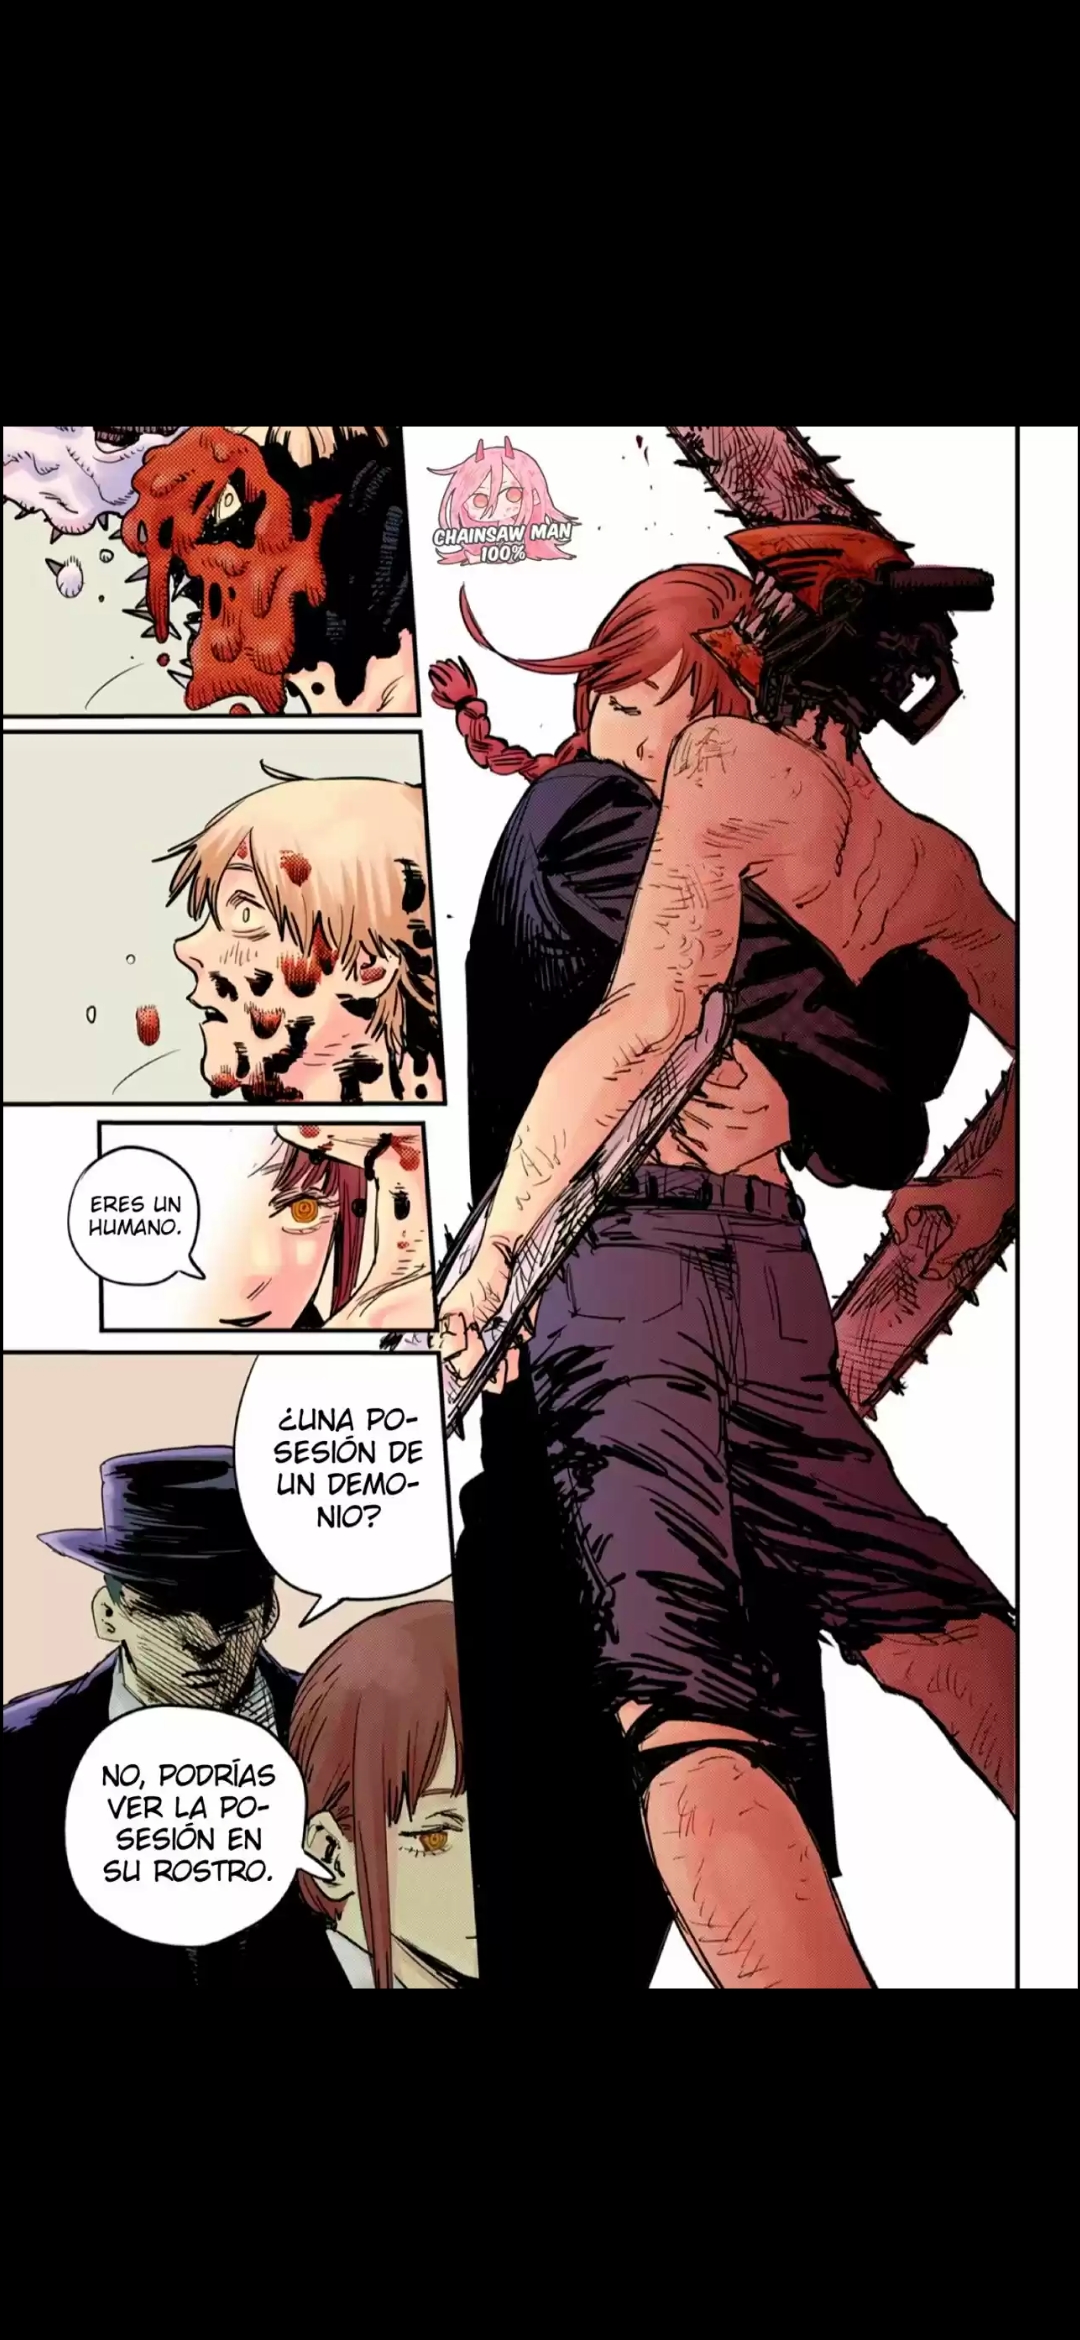 CHAINSAW MAN
100%
ERES UN
HUMANO.
¿UNA PO-
SESIÓN DE
UN DEMO-
NIO?
NO, PODRÍAS
VER LA PO-
SESIÓN EN
SU ROSTRO.